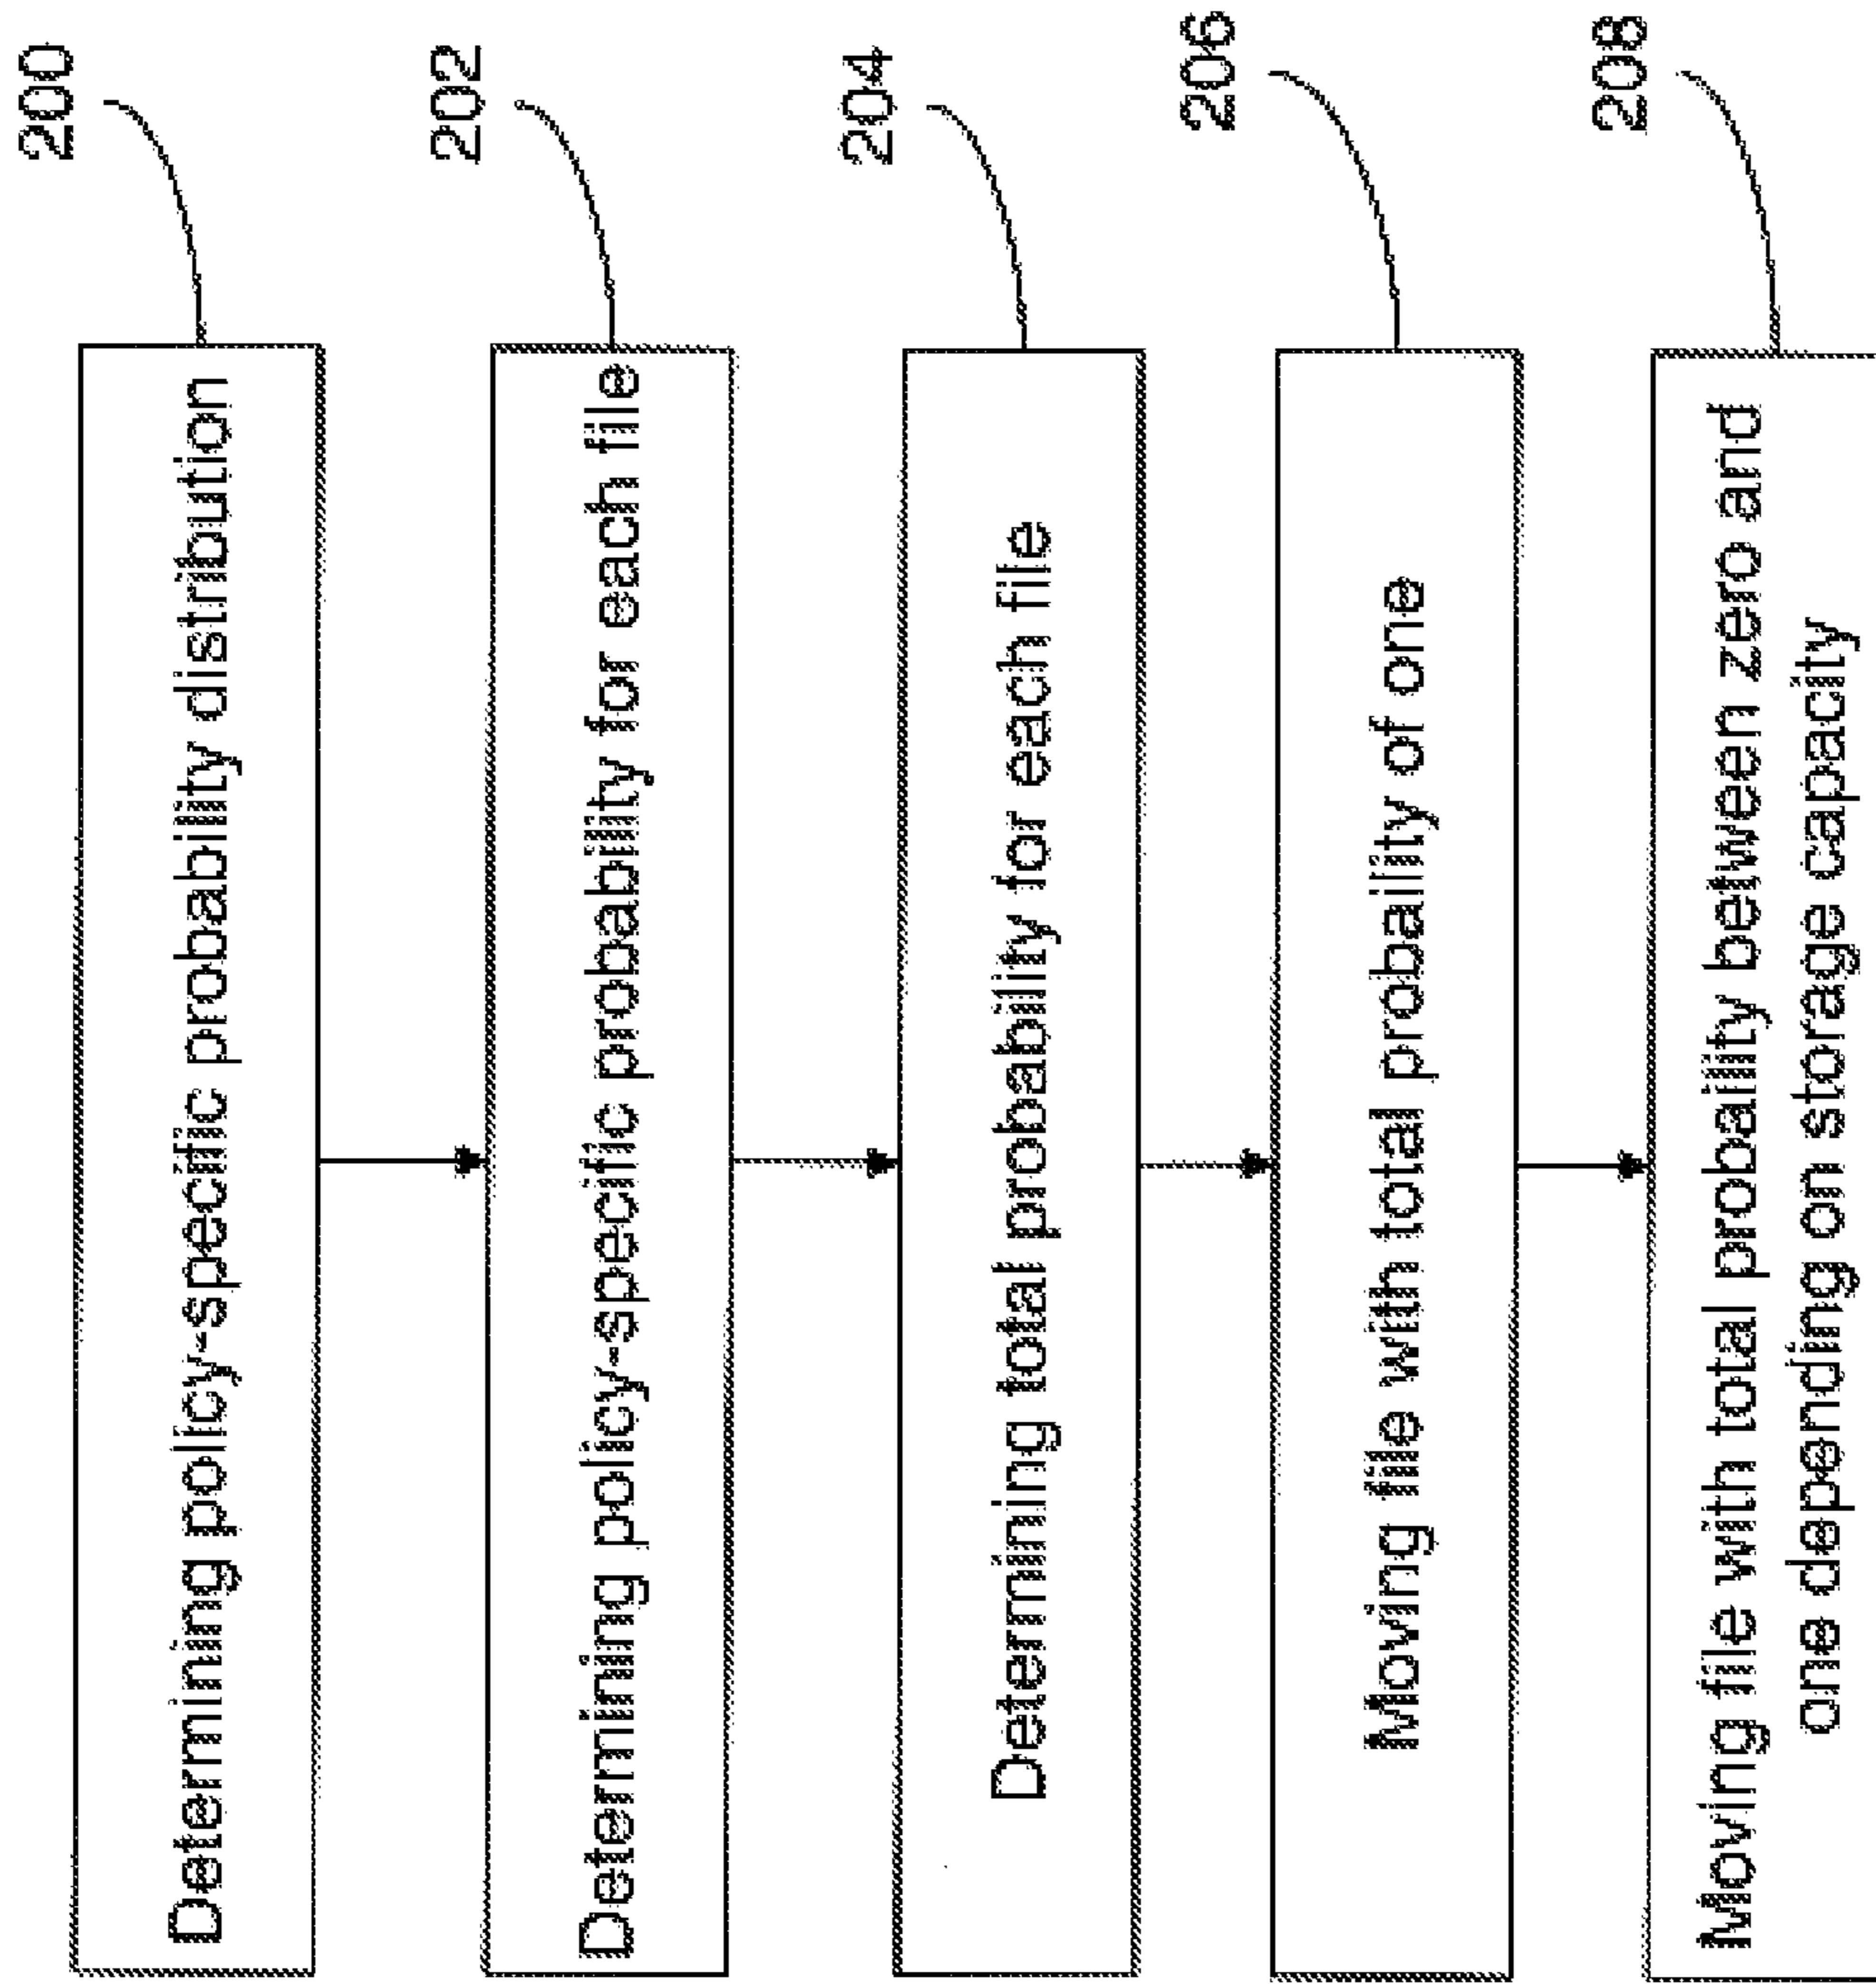 Determining policy-specific probability distribution
200
Determining policy-specific probability for each file
202
Determining total probability for each file
204
Moving file with total probability of one
206
Moving file with total probability between zero and
one depending on storage capacity
208